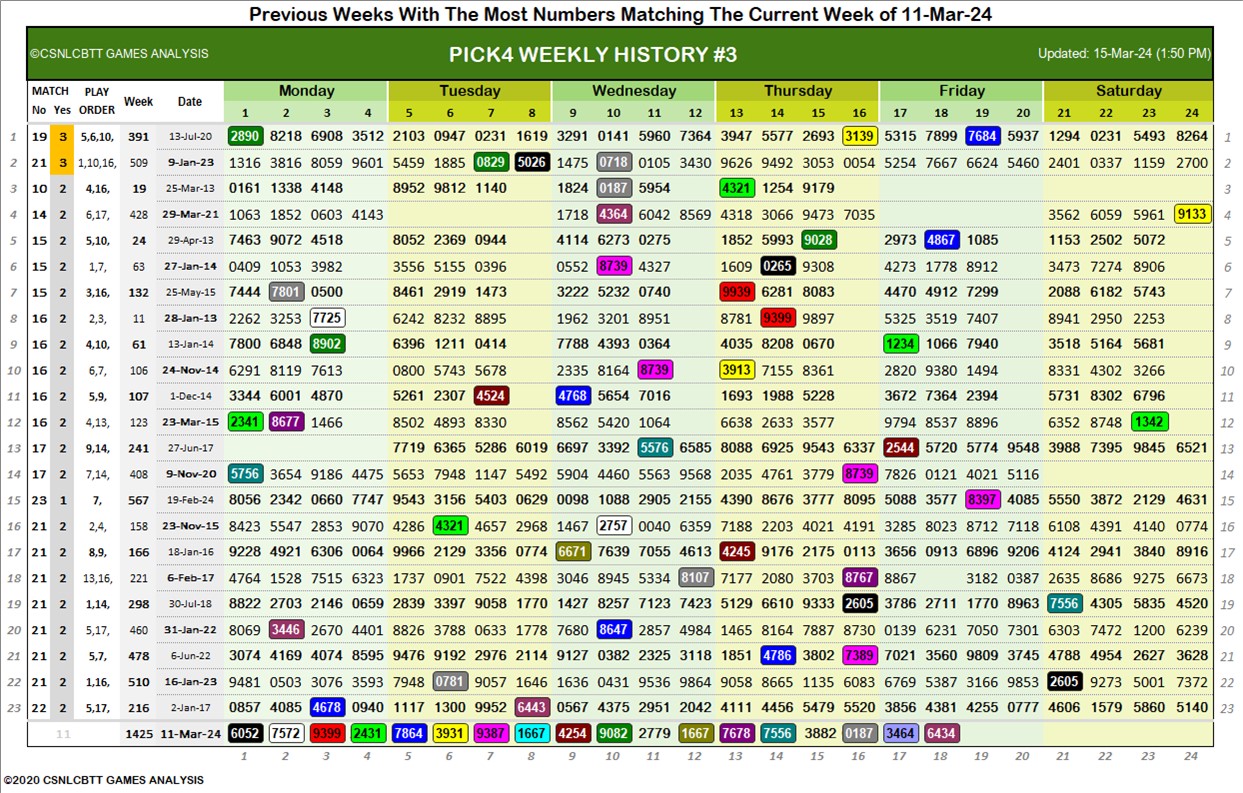 Previous Weeks With The Most Numbers Matching The Current Week of 11-Mar-24
©CSNLCBTT GAMES ANALYSIS PICK4 WEEKLY HISTORY #3 Updated: 15-Mar-24 (1:50 PM)
MATCH PLAY Week Date Monday Tuesday Wednesday Thursday Friday Saturday
No Yes ORDER 1 2 3 4 5 6 7 8 9 10 11 12 13 14 15 16 17 18 19 20 21 22 23 24
1 19 3 5,6,10, 391 13-Jul-20 2890 8218 6908 3512 2103 0947 0231 1619 3291 0141 5960 7364 3947 5577 2693 3139 5315 7899 7684 5937 1294 0231 5493 8264 1
2 21 3 1,10,16, 509 9-Jan-23 1316 3816 8059 9601 5459 1885 0829 5026 1475 0718 0105 3430 9626 9492 3053 0054 5254 7667 6624 5460 2401 0337 1159 2700 2
3 10 2 4,16, 19 25-Mar-13 0161 1338 4148 8952 9812 1140 1824 0187 5954 4321 1254 9179 3
4 14 2 6,17, 428 29-Mar-21 1063 1852 0603 4143 1718 4364 6042 8569 4318 3066 9473 7035 3562 6059 5961 9133 4
5 15 2 5,10, 24 29-Apr-13 7463 9072 4518 8052 2369 0944 4114 6273 0275 1852 5993 9028 2973 4867 1085 1153 2502 5072 5
6 15 2 1,7, 63 27-Jan-14 0409 1053 3982 3556 5155 0396 0552 8739 4327 1609 0265 9308 4273 1778 8912 3473 7274 8906 6
7 15 2 3,16, 132 25-May-15 7444 7801 0500 8461 2919 1473 3222 5232 0740 9939 6281 8083 4470 4912 7299 2088 6182 5743 7
8 16 2 2,3, 11 28-Jan-13 2262 3253 7725 6242 8232 8895 1962 3201 8951 8781 9399 9897 5325 3519 7407 8941 2950 2253 8
9 16 2 4,10, 61 13-Jan-14 7800 6848 8902 6396 1211 0414 7788 4393 0364 4035 8208 0670 1234 1066 7940 3518 5164 5681 9
10 16 2 6,7, 106 24-Nov-14 6291 8119 7613 0800 5743 5678 2335 8164 8739 3913 7155 8361 2820 9380 1494 8331 4302 3266 10
11 16 2 5,9, 107 1-Dec-14 3344 6001 4870 5261 2307 4524 4768 5654 7016 1693 1988 5228 3672 7364 2394 5731 8302 6796 11
12 16 2 4,13, 123 23-Mar-15 2341 8677 1466 8502 4893 8330 8562 5420 1064 6638 2633 3577 9794 8537 8896 6352 8748 1342 12
13 17 2 9,14, 241 27-Jun-17 7719 6365 5286 6019 6697 3392 5576 6585 8088 6925 9543 6337 2544 5720 5774 9548 3988 7395 9845 6521 13
14 17 2 7,14, 408 9-Nov-20 5756 3654 9186 4475 5653 7948 1147 5492 5904 4460 5563 9568 2035 4761 3779 8739 7826 0121 4021 5116 14
15 23 1 7, 567 19-Feb-24 8056 2342 0660 7747 9543 3156 5403 0629 0098 1088 2905 2155 4390 8676 3777 8095 5088 3577 8397 4085 5550 3872 2129 4631 15
16 21 2 2,4, 158 23-Nov-15 8423 5547 2853 9070 4286 4321 4657 2968 1467 2757 0040 6359 7188 2203 4021 4191 3285 8023 8712 7118 6108 4391 4140 0774 16
17 21 2 8,9, 166 18-Jan-16 9228 4921 6306 0064 9966 2129 3356 0774 6671 7639 7055 4613 4245 9176 2175 0113 3656 0913 6896 9206 4124 2941 3840 8916 17
18 21 2 13,16, 221 6-Feb-17 4764 1528 7515 6323 1737 0901 7522 4398 3046 8945 5334 8107 7177 2080 3703 8767 8867 3182 0387 2635 8686 9275 6673 18
19 21 2 1,14, 298 30-Jul-18 8822 2703 2146 0659 2839 5397 9058 1770 1427 8257 7123 7423 5129 6610 9333 2605 3786 2711 1770 8963 7556 4305 5835 4520 19
20 21 2 5,17, 460 31-Jan-22 8069 3446 2670 4401 8826 3788 0633 1778 7680 8647 2857 4984 1465 8164 7887 8730 0139 6231 7050 7301 6303 7472 1200 6239 20
21 21 2 5,7, 478 6-Jun-22 3074 4169 4074 8595 9476 9192 2976 2114 9127 0382 2325 3118 1851 4786 3802 7389 7021 3560 9809 3745 4788 4954 2627 3628 21
22 21 2 1,16, 510 16-Jan-23 9481 0503 3076 3593 7948 0781 9057 1646 1636 0431 9536 9864 9058 8665 1135 6083 6769 5387 3166 9853 2605 9273 5001 7372 22
23 22 2 5,17, 216 2-Jan-17 0857 4085 4678 0940 1117 1300 9952 6443 0567 4375 2951 2042 4111 4456 5479 5520 3856 4381 4255 0777 4606 1579 5860 5140 23
11 1425 11-Mar-24 6052 7572 9399 2431 7864 3931 9387 1667 4254 9082 2779 1667 7678 7556 3882 0187 3464 6434
1 2 3 4 5 6 7 8 9 10 11 12 13 14 15 16 17 18 19 20 21 22 23 24
©2020 CSNLCBTT GAMES ANALYSIS